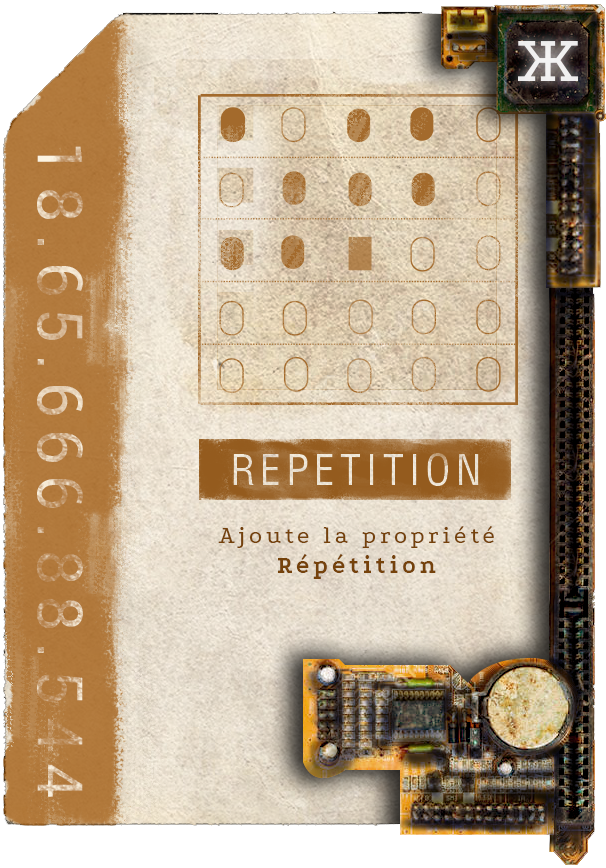 Ж
18.65.666.88.544
REPETITION
Ajoute la propriété
Répétition